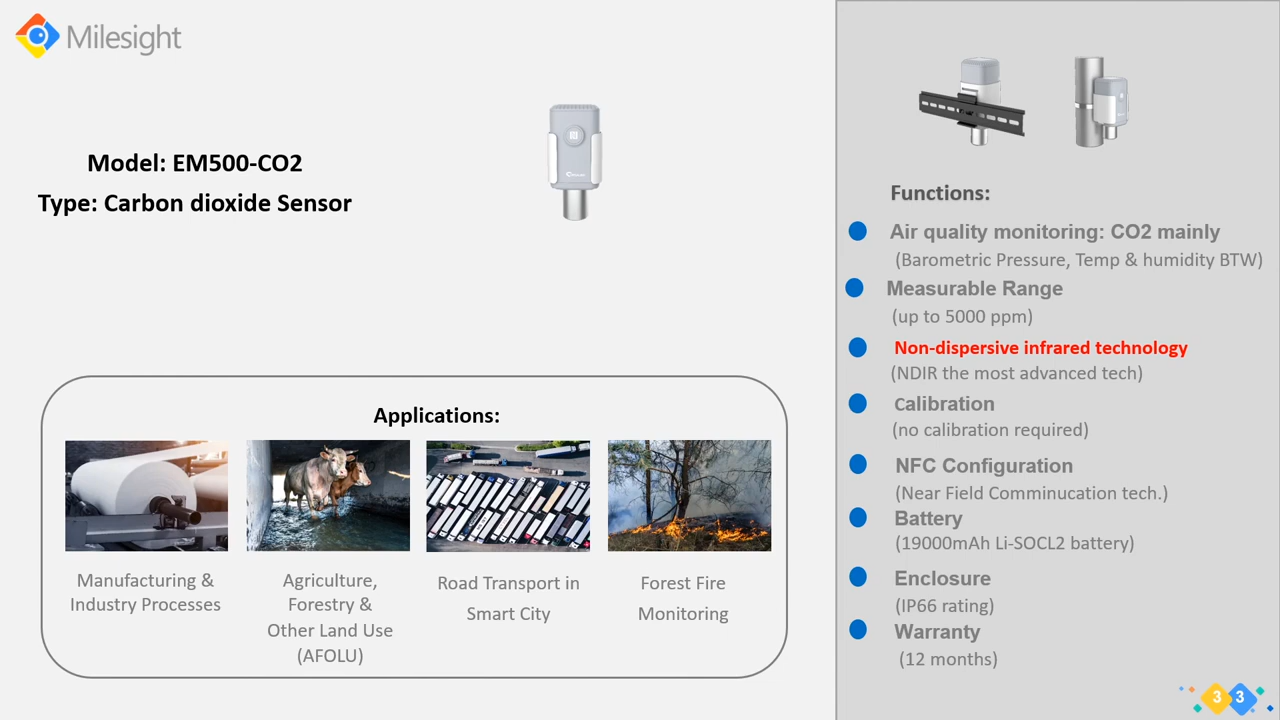 Milesight
Model: EM500-CO2
Type: Carbon dioxide Sensor
Applications:
Manufacturing &
Industry Processes
Agriculture,
Forestry &
Other Land Use
(AFOLU)
Road Transport in
Smart City
Forest Fire
Monitoring
Functions:
Air quality monitoring: CO2 mainly
(Barometric Pressure, Temp & humidity BTW)
Measurable Range
(up to 5000 ppm)
Non-dispersive infrared technology
(NDIR the most advanced tech)
Calibration
(no calibration required)
NFC Configuration
(Near Field Comminucation tech.)
Battery
(19000mAh Li-SOCL2 battery)
Enclosure
(IP66 rating)
Warranty
(12 months)
3 3